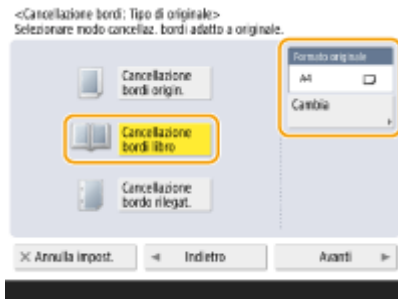 <Cancellazione bordi: Tipo di originale>
Selezionare modo cancellaz. bordi adatto a originale.
Formato originale
A4
Cambia
Cancellazione
bordi origin.
Cancellazione
bordi libro
Cancellazione
bordo rilegat.
Annulla impost.
Indietro
Avanti